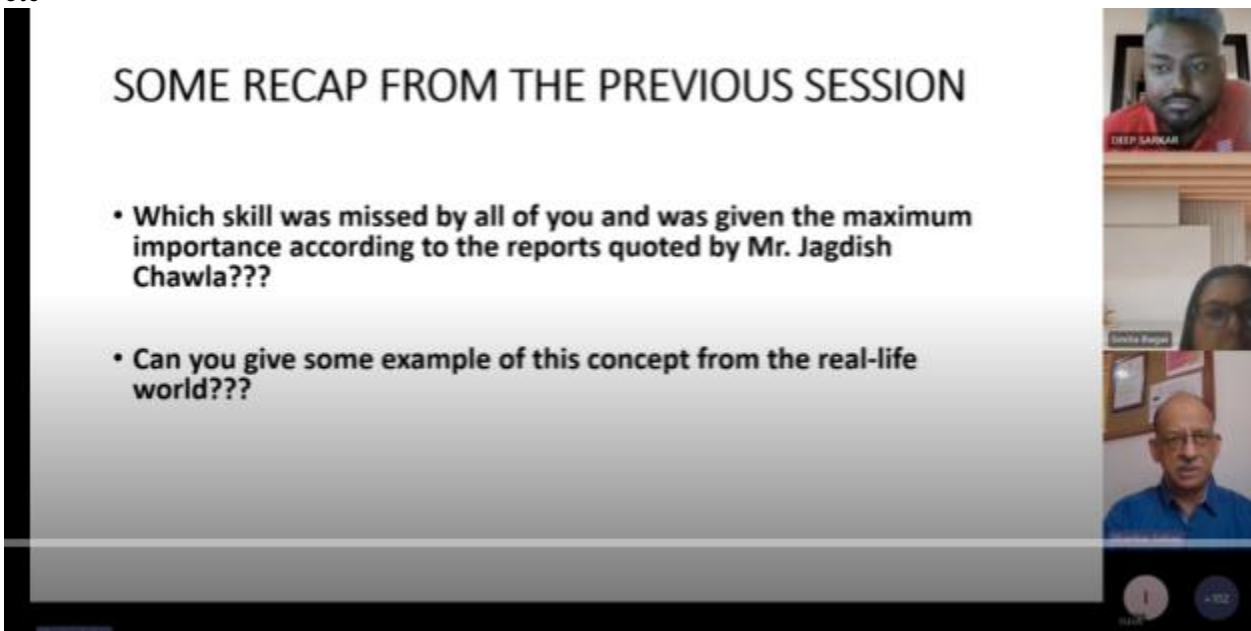 SOME RECAP FROM THE PREVIOUS SESSION
• Which skill was missed by all of you and was given the maximum
importance according to the reports quoted by Mr. Jagdish
Chawla???
• Can you give some example of this concept from the real-life
world???
DEEP SARKAR
Smita Bagai
I
+102